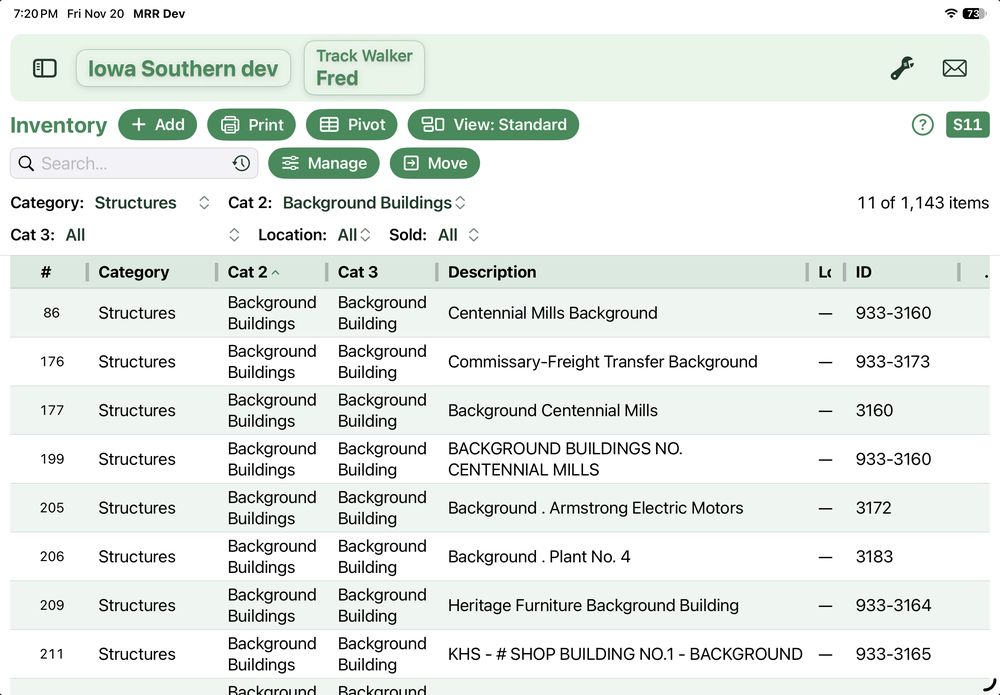 7:20 PM Fri Nov 20 MRR Dev
73
Iowa Southern dev
Track Walker
Fred
Inventory
+ Add
Print
Pivot
View: Standard
?
S11
Search...
Manage
Move
Category: Structures Cat 2: Background Buildings 11 of 1,143 items
Cat 3: All Location: All Sold: All
# Category Cat 2 Cat 3 Description Lo ID .
86 Structures Background Buildings Background Building Centennial Mills Background — 933-3160
176 Structures Background Buildings Background Building Commissary-Freight Transfer Background — 933-3173
177 Structures Background Buildings Background Building Background Centennial Mills — 3160
199 Structures Background Buildings Background Building BACKGROUND BUILDINGS NO. CENTENNIAL MILLS — 933-3160
205 Structures Background Buildings Background Building Background . Armstrong Electric Motors — 3172
206 Structures Background Buildings Background Building Background . Plant No. 4 — 3183
209 Structures Background Buildings Background Building Heritage Furniture Background Building — 933-3164
211 Structures Background Buildings Background Building KHS - # SHOP BUILDING NO.1 - BACKGROUND — 933-3165
Background Background